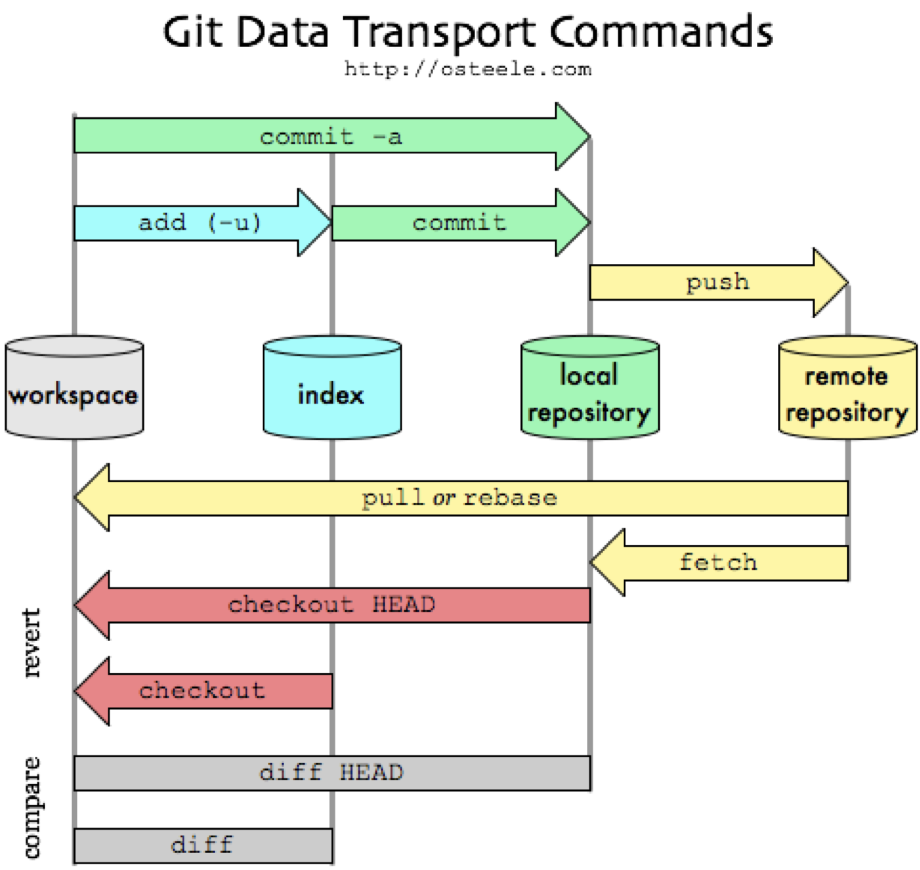 Git Data Transport Commands
http://osteele.com
commit -a
add (-u)
commit
push
workspace
index
local
repository
remote
repository
pull or rebase
fetch
revert
checkout HEAD
checkout
compare
diff HEAD
diff